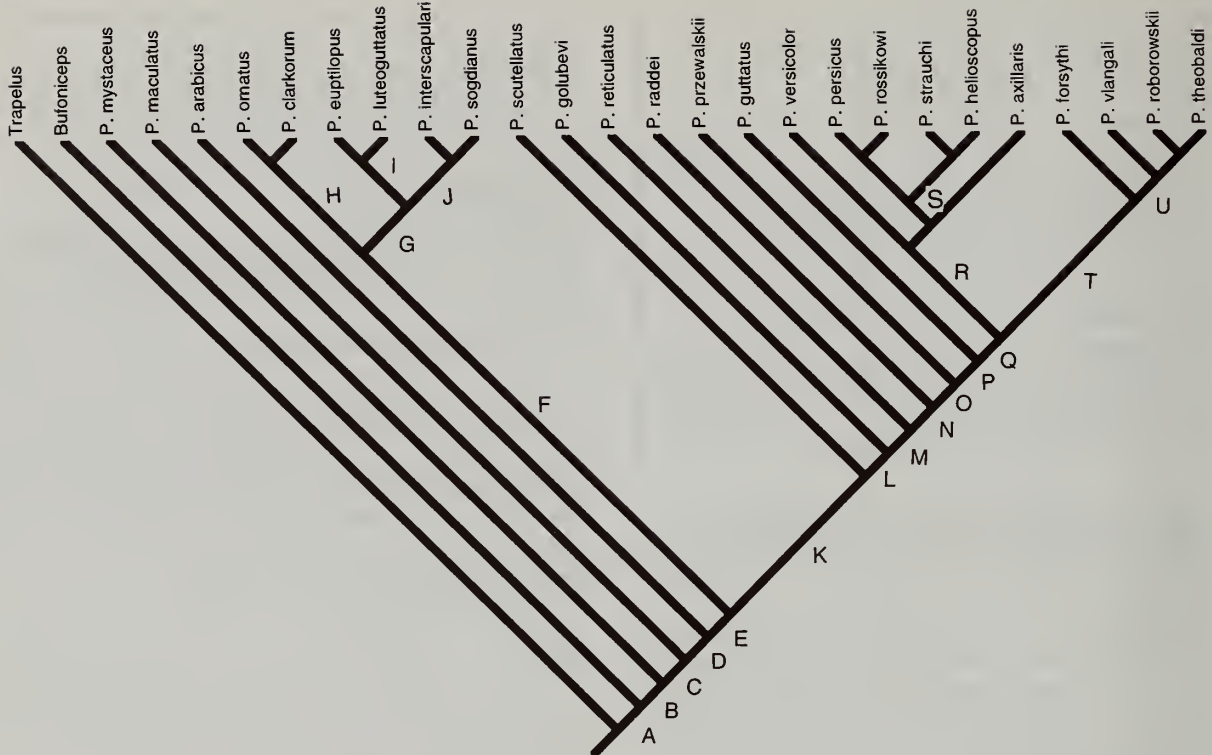 Trapelus
Bufoniceps
P. mystaceus
P. maculatus
P. arabicus
P. ornatus
P. clarkorum
P. euptilopus
P. luteoguttatus
P. interscapulari
P. sogdianus
P. scutellatus
P. golubevi
P. reticulatus
P. raddei
P. przewalskii
P. guttatus
P. versicolor
P. persicus
P. rossikowi
P. strauchi
P. helioscopus
P. axillaris
P. forsythi
P. vlangali
P. roborowskii
P. theobaldi
I
H
J
S
U
G
R
T
Q
P
F
O
N
M
L
K
E
D
C
B
A